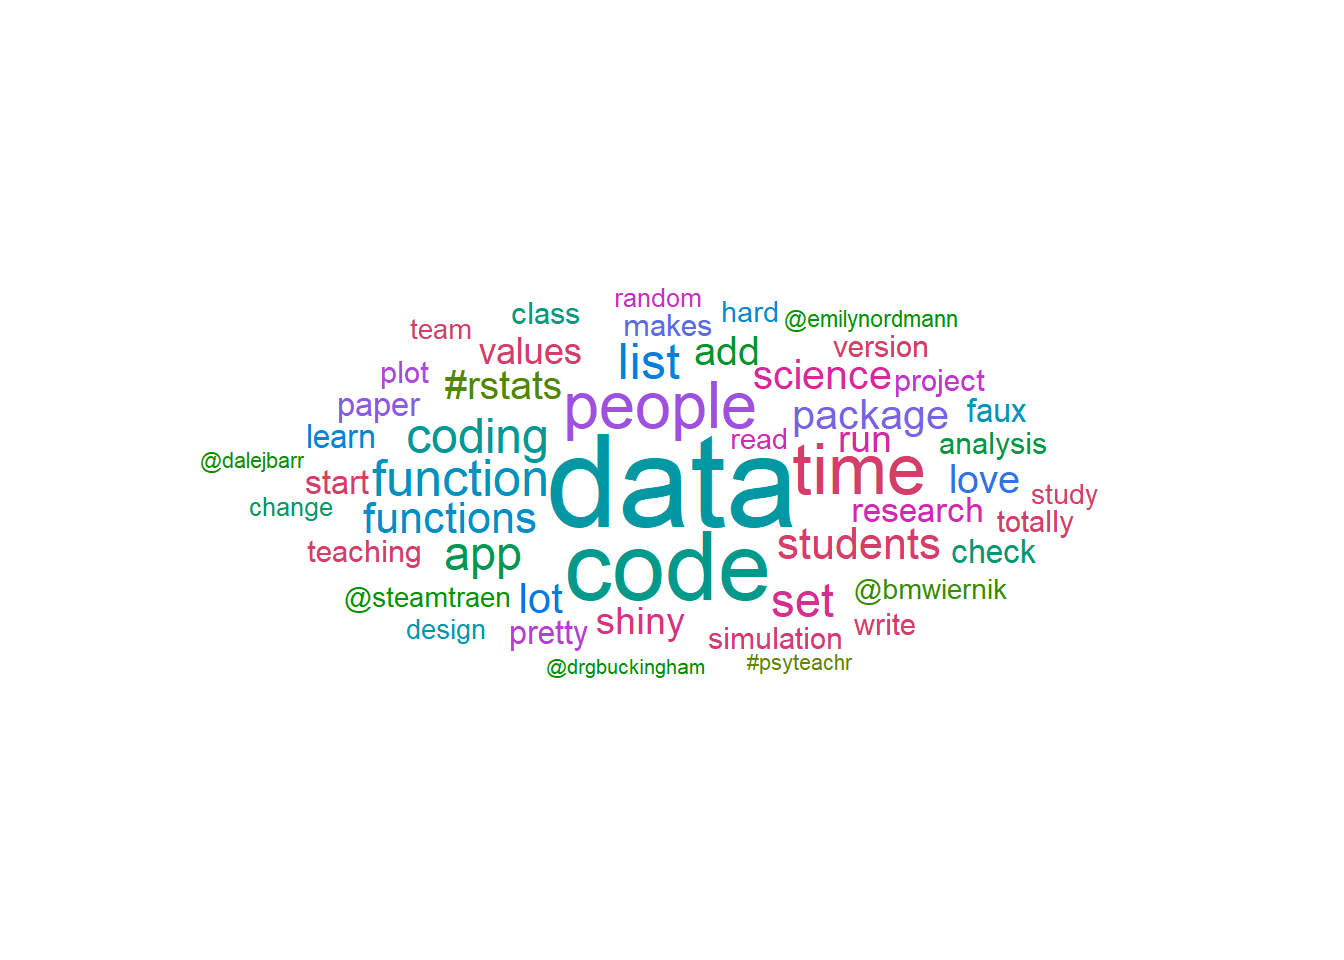 random
class
hard
@emilynordmann
makes
team
version
values
list
add
plot
science
project
#rstats
people
paper
package
faux
learn
coding
read
run
analysis
@dalejbarr
start
function
data
time
love
study
change
functions
research
totally
teaching
app
code
students
check
@steamtraen
lot
set
@bmwiernik
design
pretty
shiny
simulation
write
@drgbuckingham
#psyteachr